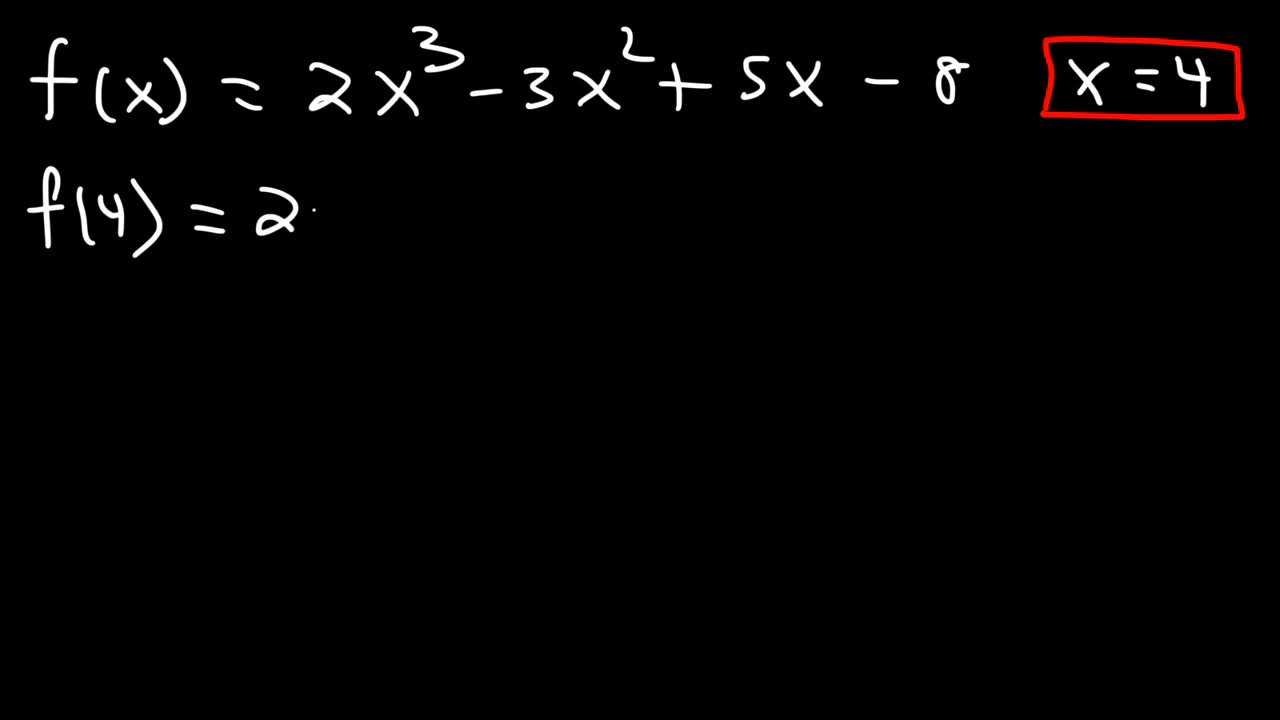 f(x) = 2x³ - 3x² + 5x - 8 x = 4
f(4) = 2